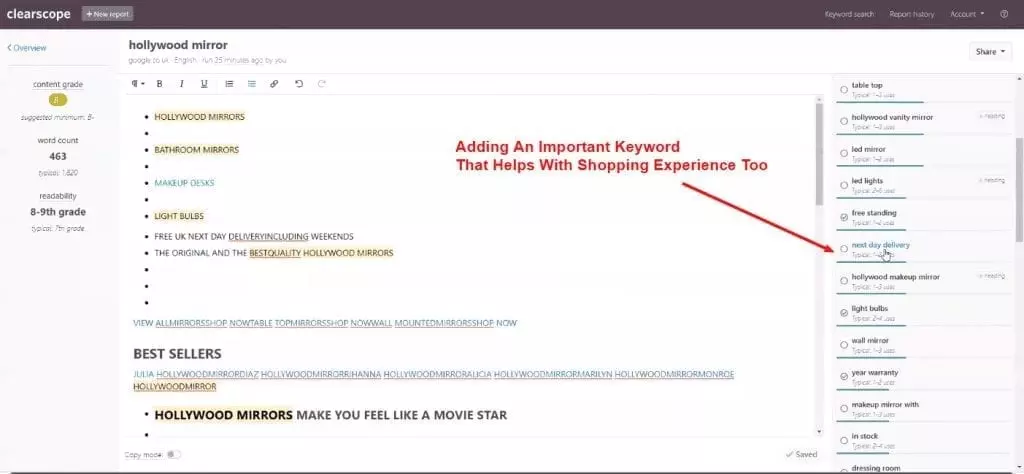 clearscope
+ New report
Keyword search
Report history
Account
Overview
hollywood mirror
google.co.uk · English · run 25 minutes ago by you
Share
content grade
B-
suggested minimum: B-
word count
463
typical: 1,820
readability
8-9th grade
typical: 7th grade
B I U
HOLLYWOOD MIRRORS
BATHROOM MIRRORS
MAKEUP DESKS
LIGHT BULBS
FREE UK NEXT DAY DELIVERYINCLUDING WEEKENDS
THE ORIGINAL AND THE BESTQUALITY HOLLYWOOD MIRRORS
VIEW ALLMIRRORSSHOP NOWTABLE TOPMIRRORSSHOP NOWWALL MOUNTEDMIRRORSSHOP NOW
BEST SELLERS
JULIA HOLLYWOODMIRRORDIAZ HOLLYWOODMIRRORRIHANNA HOLLYWOODMIRRORALICIA HOLLYWOODMIRRORMARILYN HOLLYWOODMIRRORMONROE
HOLLYWOODMIRROR
HOLLYWOOD MIRRORS MAKE YOU FEEL LIKE A MOVIE STAR
Copy mode:
Saved
Adding An Important Keyword
That Helps With Shopping Experience Too
table top
Typical: 1–3 uses
hollywood vanity mirror
heading
Typical: 1–3 uses
led mirror
Typical: 1–2 uses
led lights
heading
Typical: 2–6 uses
free standing
Typical: 1–2 uses
next day delivery
Typical:
hollywood makeup mirror
heading
Typical: 1–3 uses
light bulbs
Typical: 2–4 uses
wall mirror
Typical: 1–3 uses
year warranty
Typical: 1–2 uses
makeup mirror with
Typical: 1–3 uses
in stock
Typical: 2–4 uses
dressing room